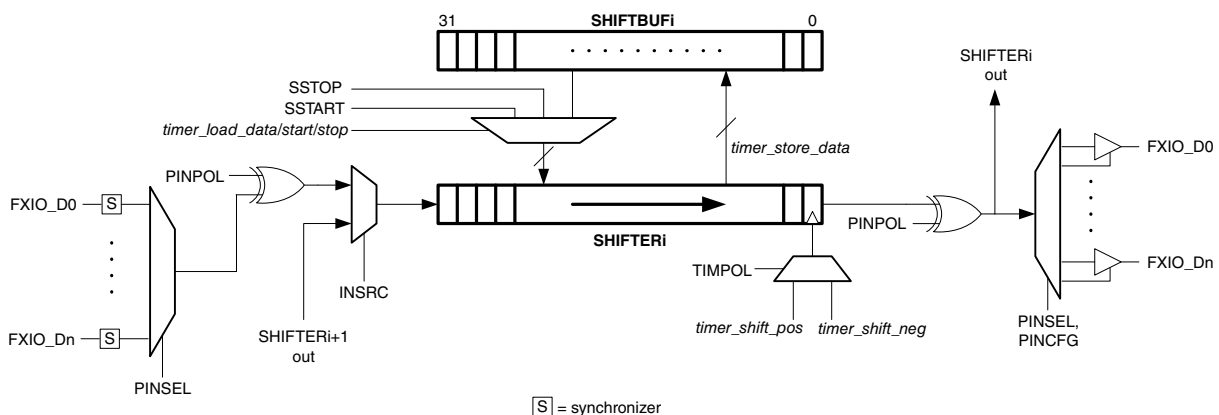 31
SHIFTBUFi
0
SHIFTERi
out
SSTOP
SSTART
timer_load_data/start/stop
timer_store_data
PINPOL
FXIO_D0
S
FXIO_D0
SHIFTERi
PINPOL
TIMPOL
INSRC
FXIO_Dn
timer_shift_pos
timer_shift_neg
SHIFTERi+1
out
FXIO_Dn
S
PINSEL,
PINCFG
PINSEL
S = synchronizer